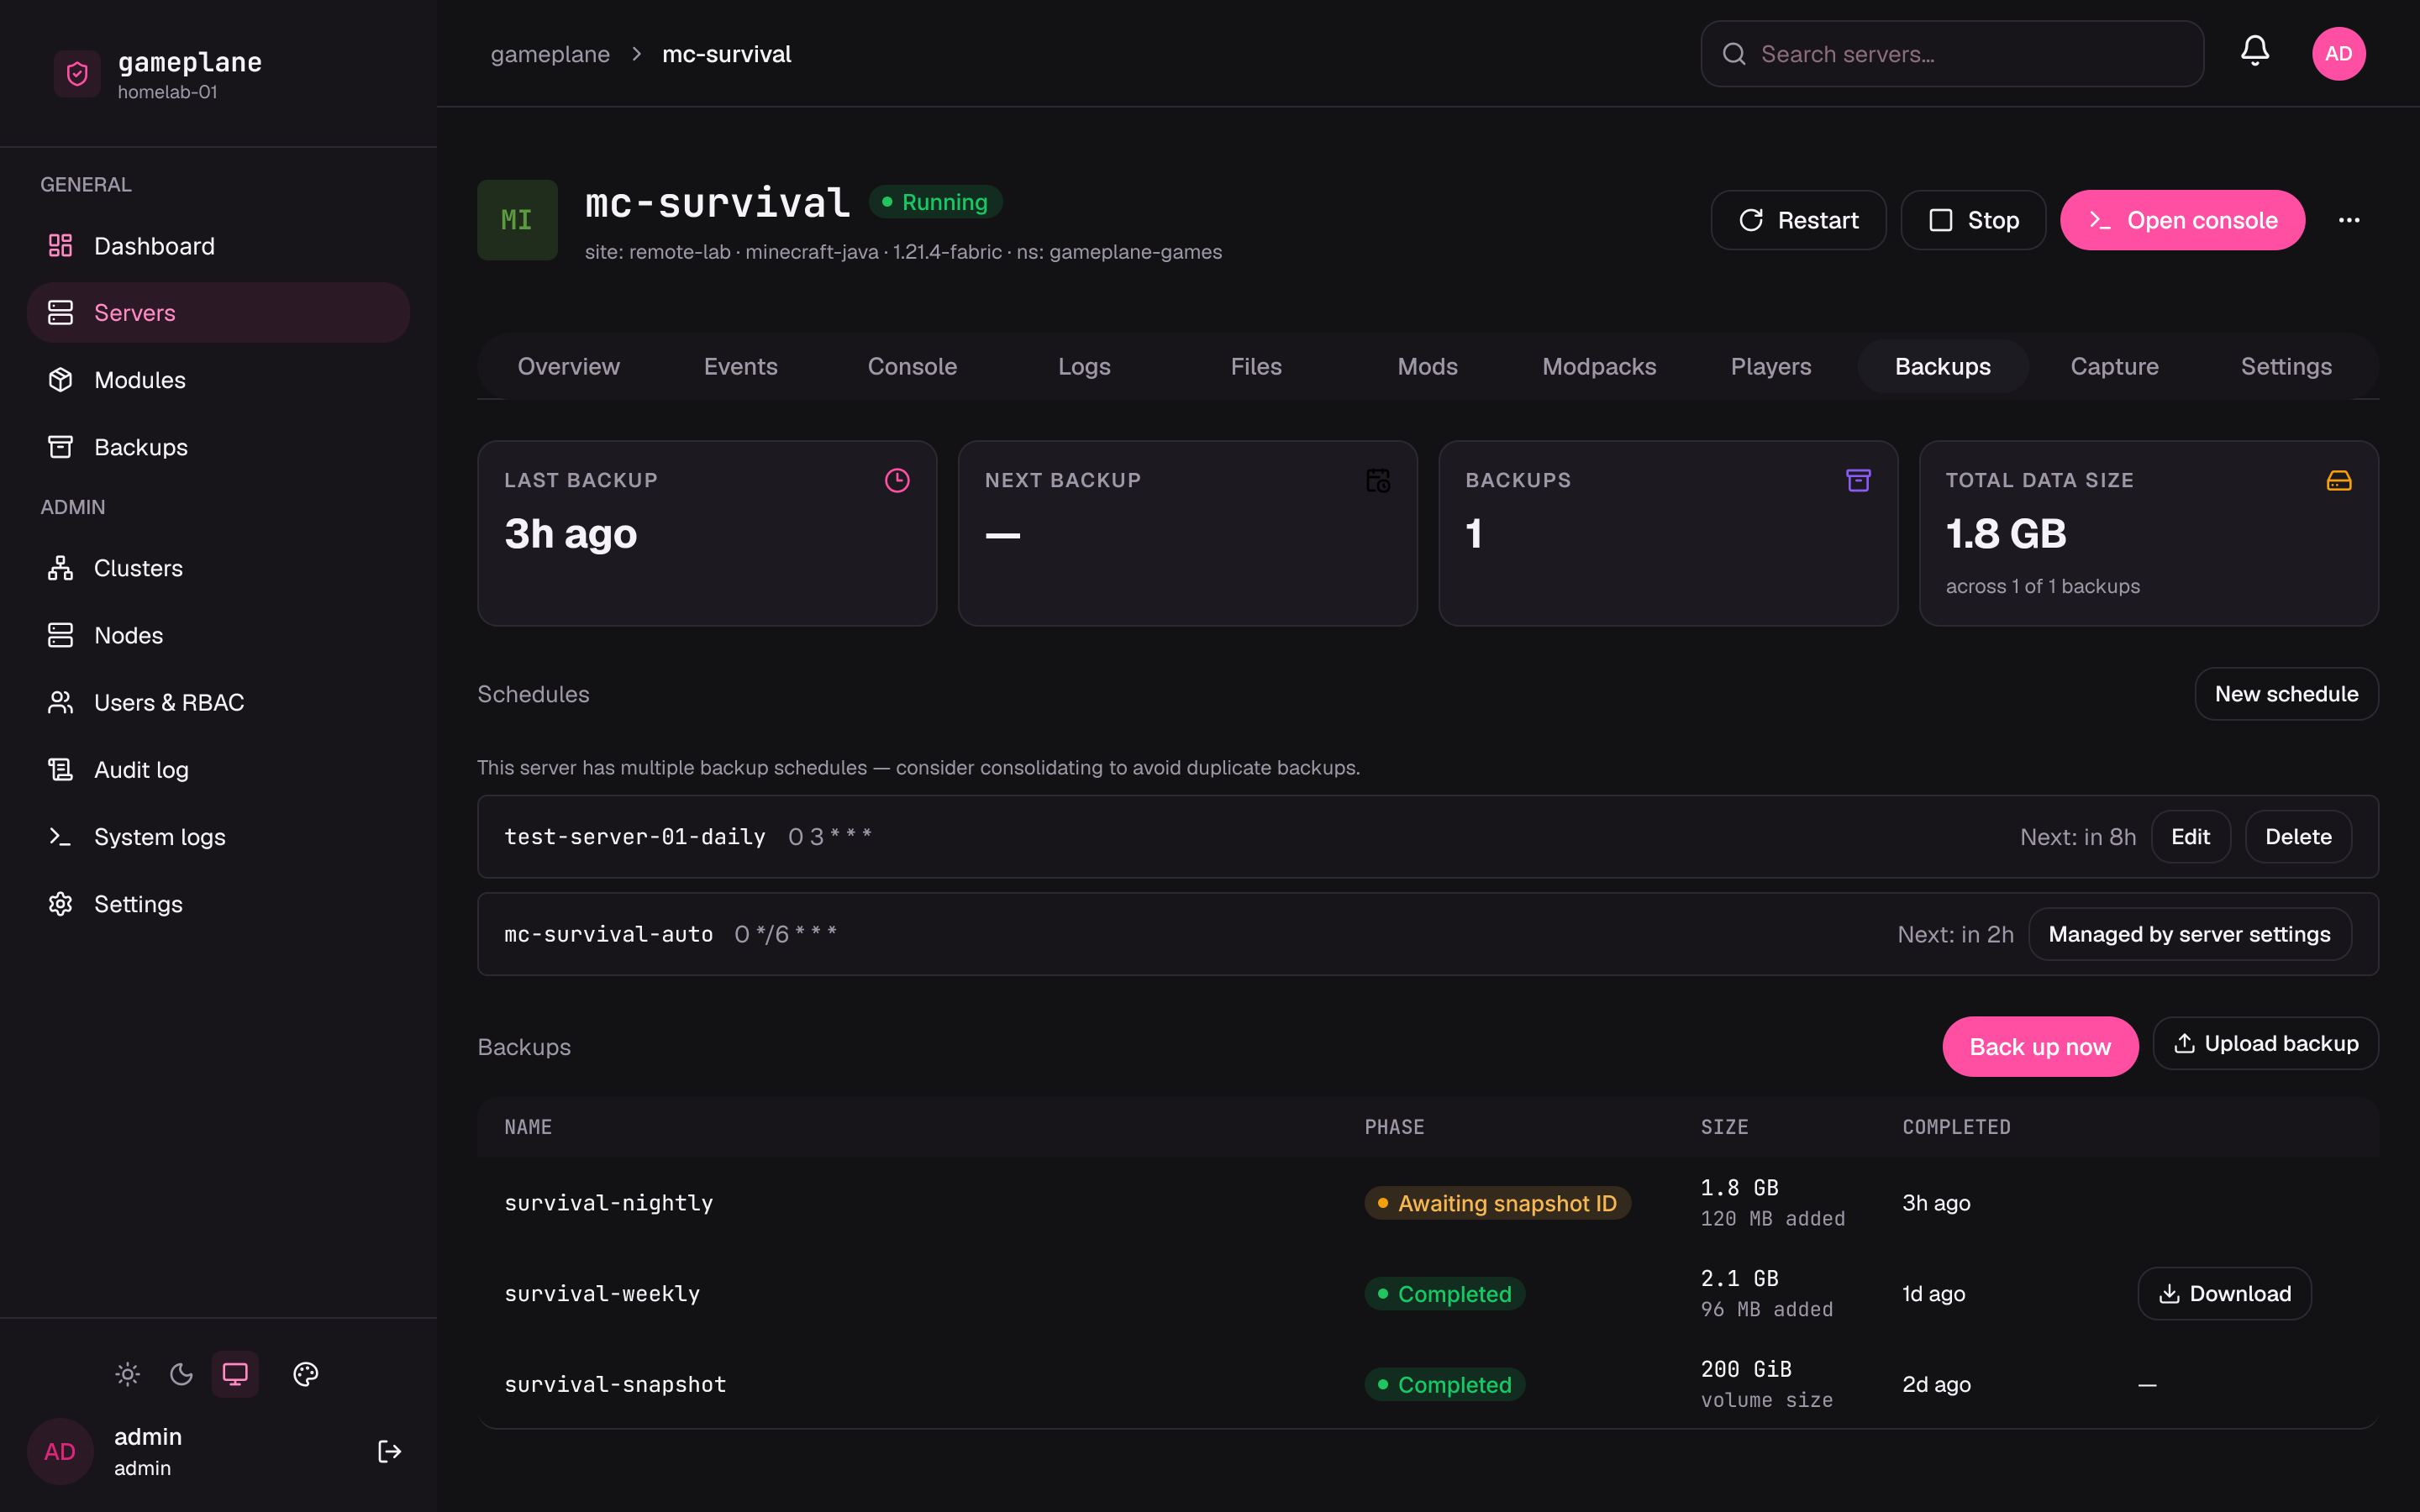 gameplane
homelab-01
GENERAL
Dashboard
Servers
Modules
Backups
ADMIN
Clusters
Nodes
Users & RBAC
Audit log
System logs
Settings
AD
admin
admin
gameplane > mc-survival
Search servers...
AD
MI
mc-survival
Running
site: remote-lab · minecraft-java · 1.21.4-fabric · ns: gameplane-games
Restart
Stop
Open console
Overview
Events
Console
Logs
Files
Mods
Modpacks
Players
Backups
Capture
Settings
LAST BACKUP
3h ago
NEXT BACKUP
—
BACKUPS
1
TOTAL DATA SIZE
1.8 GB
across 1 of 1 backups
Schedules
New schedule
This server has multiple backup schedules — consider consolidating to avoid duplicate backups.
test-server-01-daily 0 3 * * *
Next: in 8h
Edit
Delete
mc-survival-auto 0 */6 * * *
Next: in 2h
Managed by server settings
Backups
Back up now
Upload backup
NAME PHASE SIZE COMPLETED
survival-nightly
Awaiting snapshot ID
1.8 GB
120 MB added
3h ago
survival-weekly
Completed
2.1 GB
96 MB added
1d ago
Download
survival-snapshot
Completed
200 GiB
volume size
2d ago
—